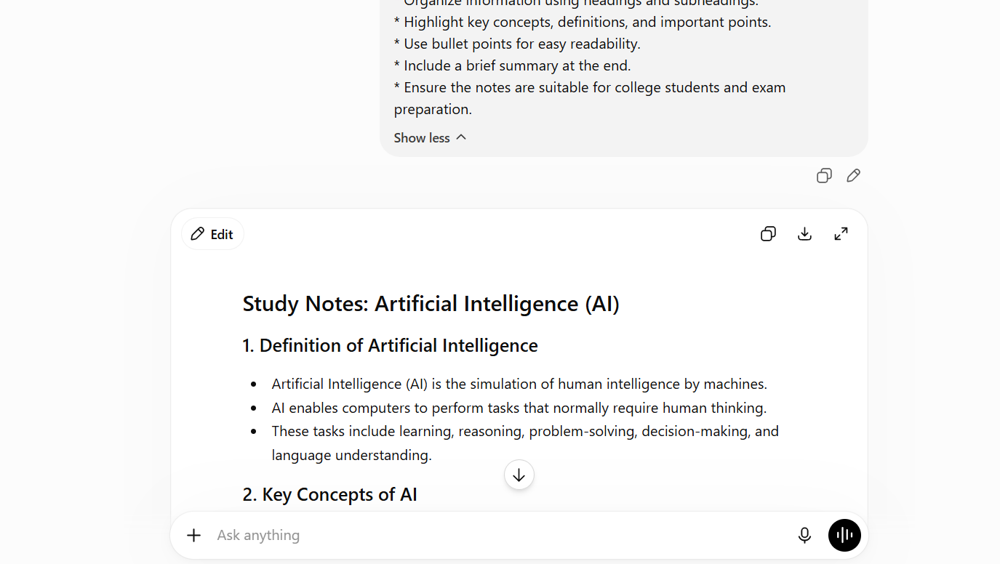 * Organize information using headings and subheadings.
* Highlight key concepts, definitions, and important points.
* Use bullet points for easy readability.
* Include a brief summary at the end.
* Ensure the notes are suitable for college students and exam
preparation.
Show less
Edit
Study Notes: Artificial Intelligence (AI)
1. Definition of Artificial Intelligence
• Artificial Intelligence (AI) is the simulation of human intelligence by machines.
• AI enables computers to perform tasks that normally require human thinking.
• These tasks include learning, reasoning, problem-solving, decision-making, and
language understanding.
2. Key Concepts of AI
Ask anything